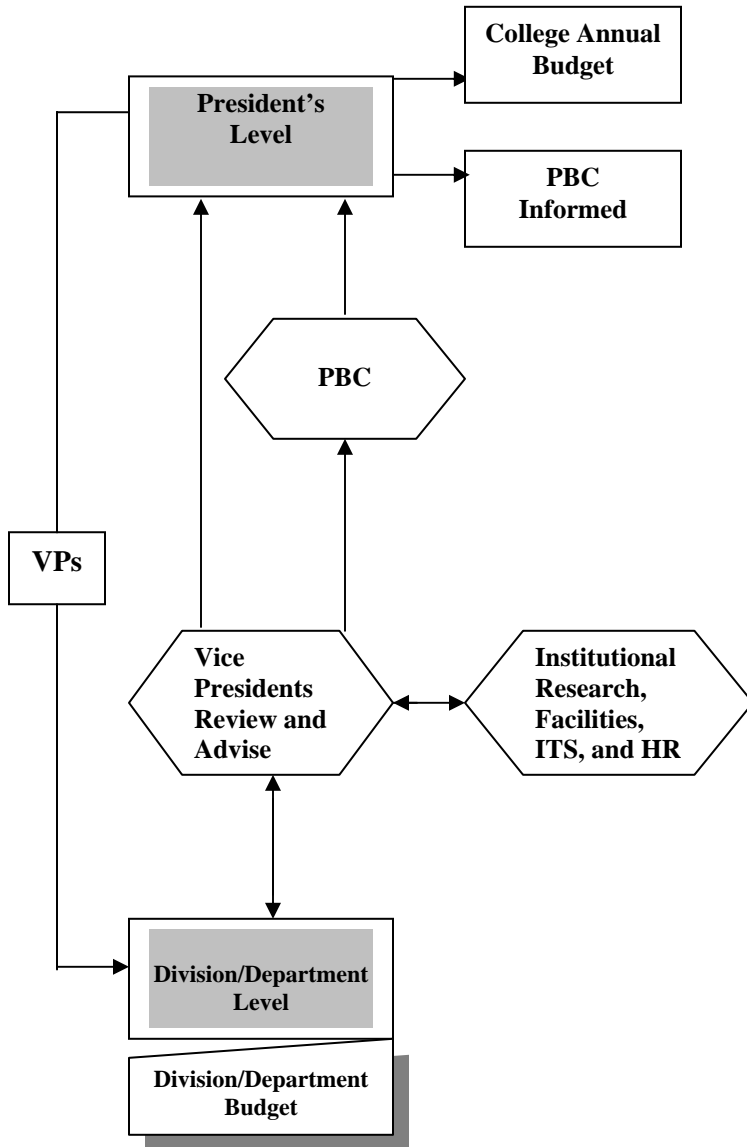 College Annual
Budget
President's
Level
PBC
Informed
PBC
VPs
Vice
Presidents
Review and
Advise
Institutional
Research,
Facilities,
ITS, and HR
Division/Department
Level
Division/Department
Budget